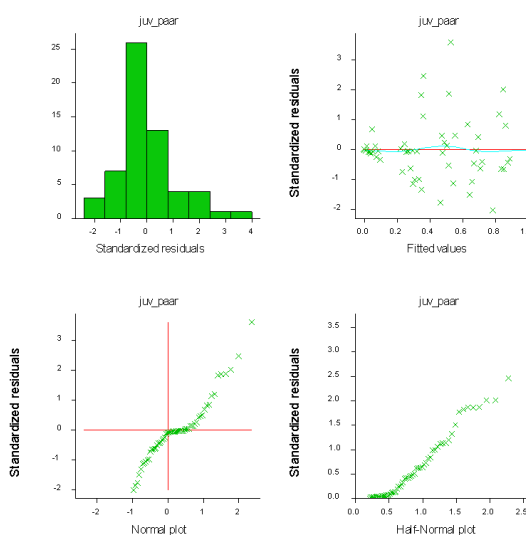 juv_paar
25
20
15
10
5
0
-2 -1 0 1 2 3 4
Standardized residuals
juv_paar
Standardized residuals
3
2
1
0
-1
-2
0.0 0.2 0.4 0.6 0.8 1
Fitted values
juv_paar
Standardized residuals
3
2
1
0
-1
-2
-2 -1 0 1 2
Normal plot
juv_paar
Standardized residuals
3.5
3.0
2.5
2.0
1.5
1.0
0.5
0.0
0.0 0.5 1.0 1.5 2.0 2.5
Half-Normal plot